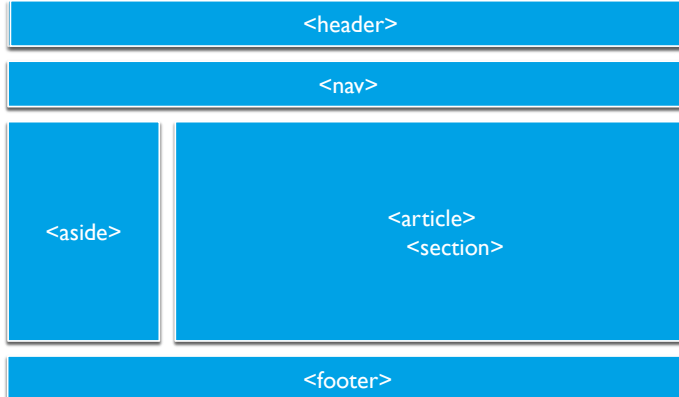 <header>
<nav>
<aside>
<article>
<section>
<footer>